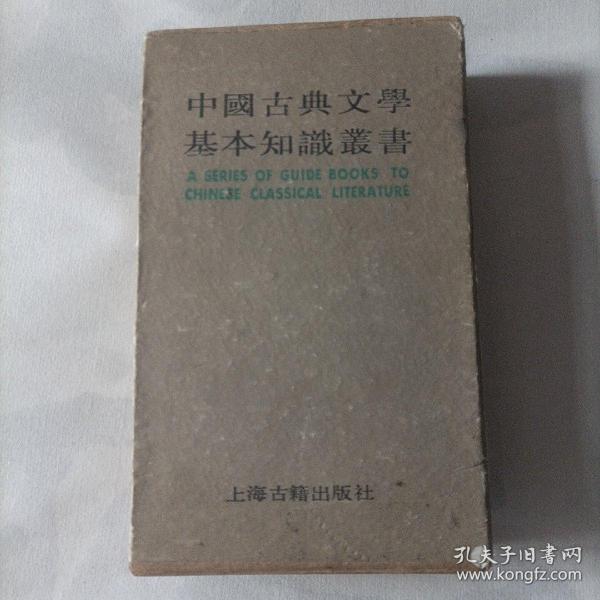 中國古典文學
基本知識叢書
A SERIES OF GUIDE BOOKS TO
CHINESE CLASSICAL LITERATURE
上海古籍出版社
孔夫子旧書网
www.kongfz.com